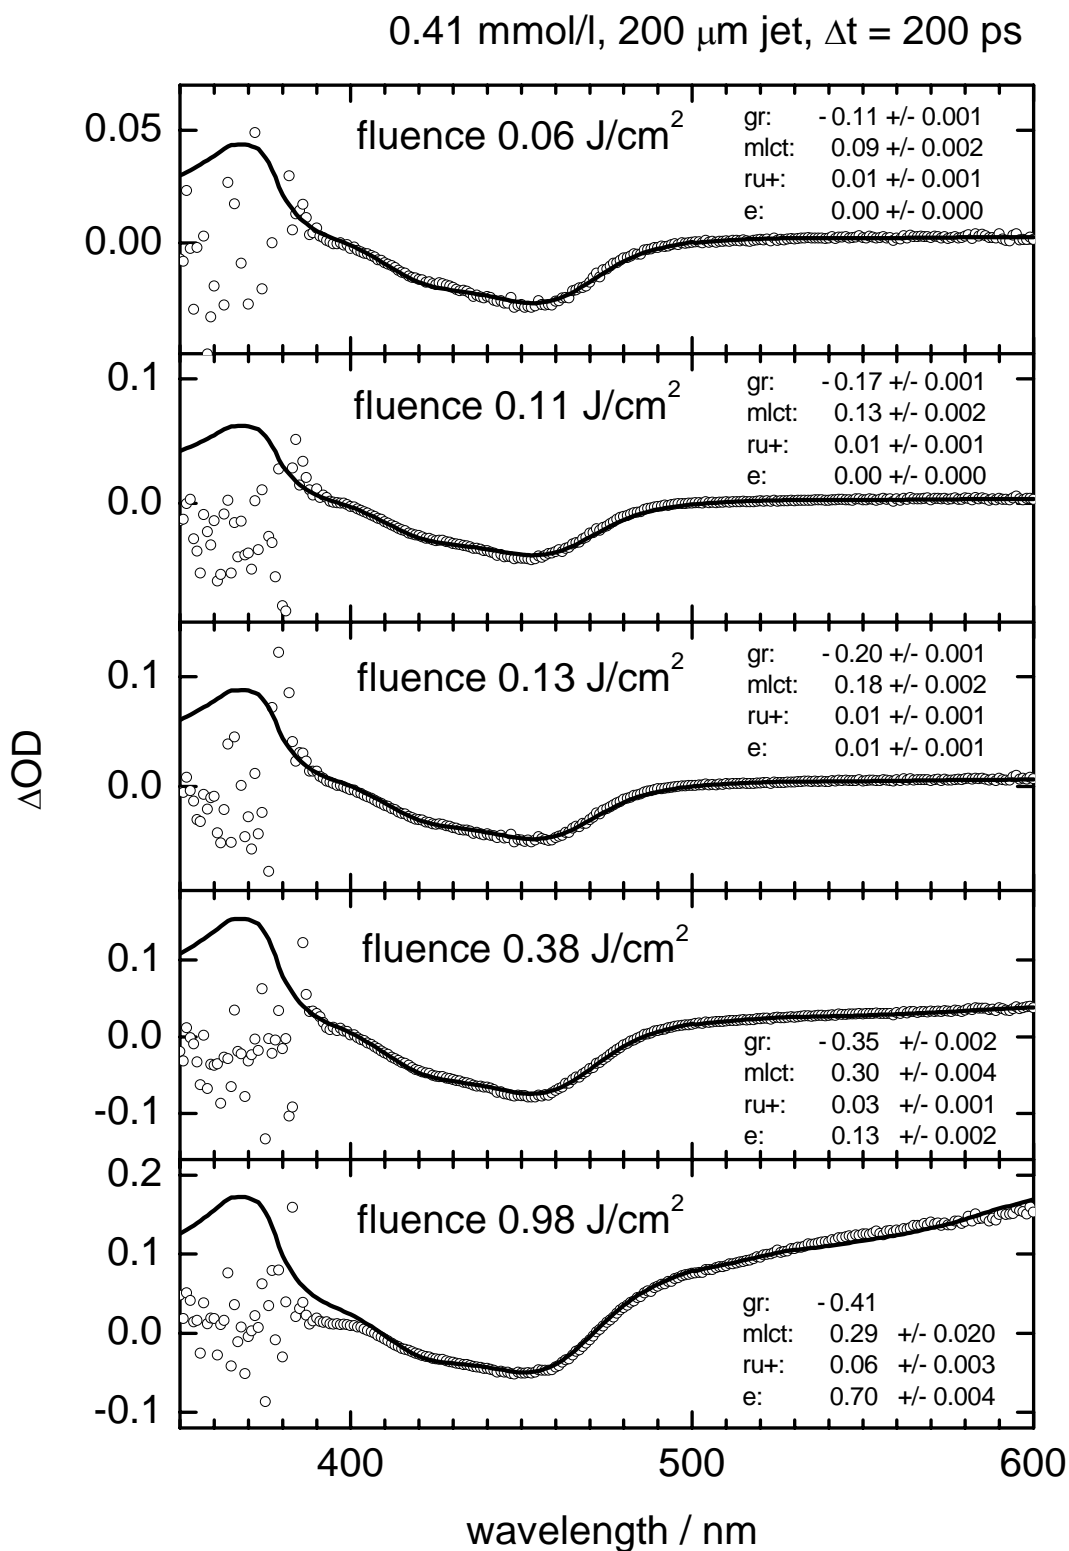 0.41 mmol/l, 200 μm jet, Δt = 200 ps
fluence 0.06 J/cm²
gr: -0.11 +/- 0.001
mlct: 0.09 +/- 0.002
ru+: 0.01 +/- 0.001
e: 0.00 +/- 0.000
0.05
0.00
fluence 0.11 J/cm²
gr: -0.17 +/- 0.001
mlct: 0.13 +/- 0.002
ru+: 0.01 +/- 0.001
e: 0.00 +/- 0.000
0.1
0.0
fluence 0.13 J/cm²
gr: -0.20 +/- 0.001
mlct: 0.18 +/- 0.002
ru+: 0.01 +/- 0.001
e: 0.01 +/- 0.001
0.1
0.0
ΔOD
fluence 0.38 J/cm²
gr: -0.35 +/- 0.002
mlct: 0.30 +/- 0.004
ru+: 0.03 +/- 0.001
e: 0.13 +/- 0.002
0.1
0.0
-0.1
fluence 0.98 J/cm²
gr: -0.41
mlct: 0.29 +/- 0.020
ru+: 0.06 +/- 0.003
e: 0.70 +/- 0.004
0.2
0.1
0.0
-0.1
400 500 600
wavelength / nm